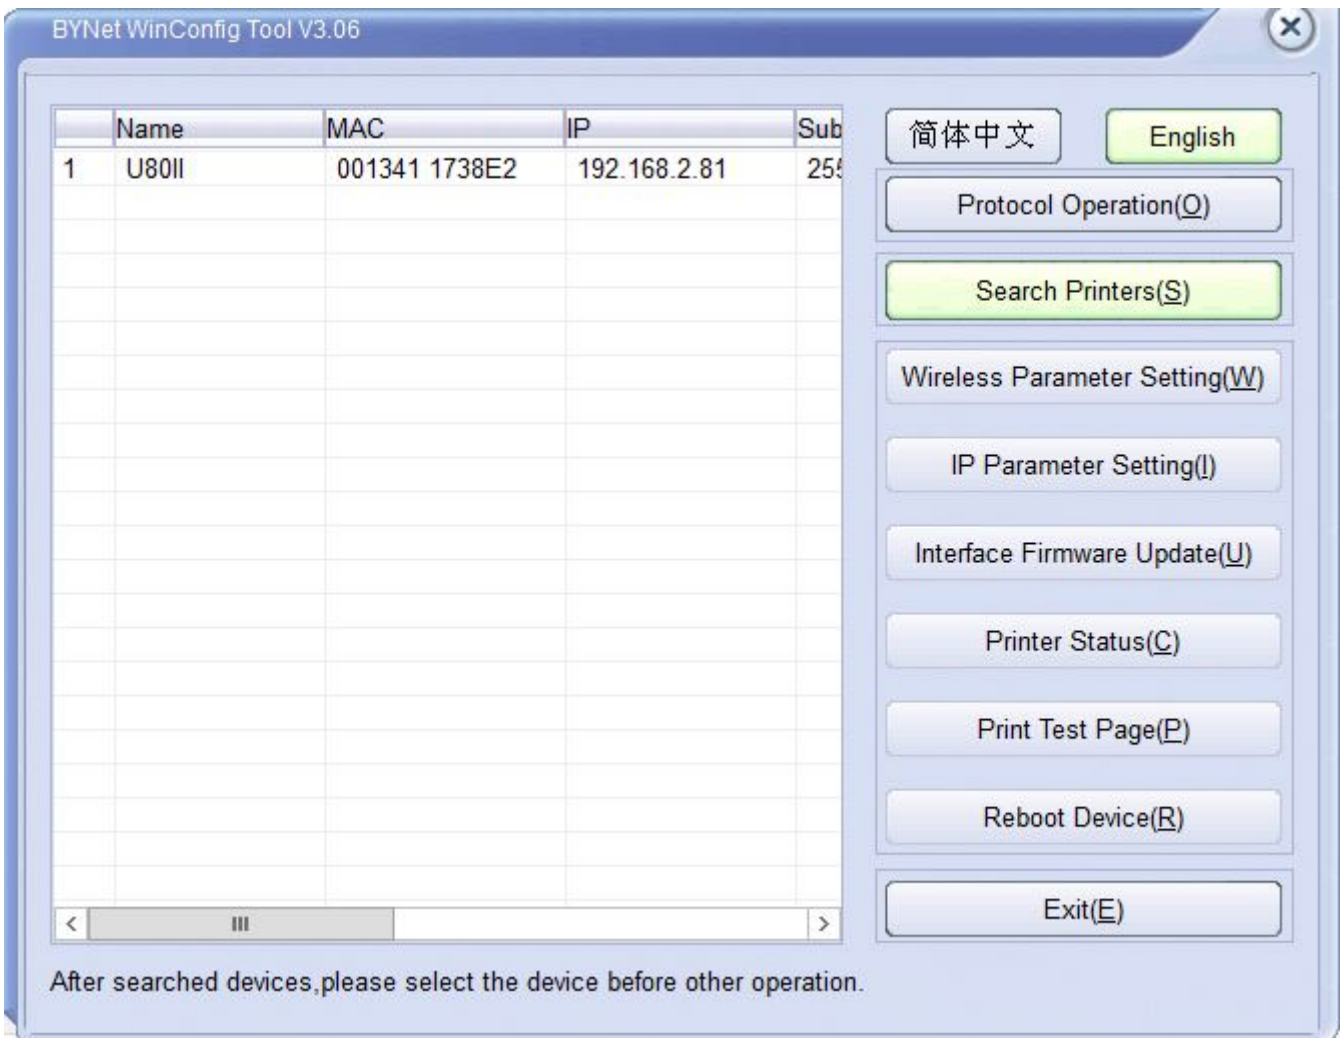 BYNet WinConfig Tool V3.06
Name MAC IP Sub
1 U80II 001341 1738E2 192.168.2.81 255
简体中文 English
Protocol Operation(O)
Search Printers(S)
Wireless Parameter Setting(W)
IP Parameter Setting(I)
Interface Firmware Update(U)
Printer Status(C)
Print Test Page(P)
Reboot Device(R)
Exit(E)
After searched devices,please select the device before other operation.